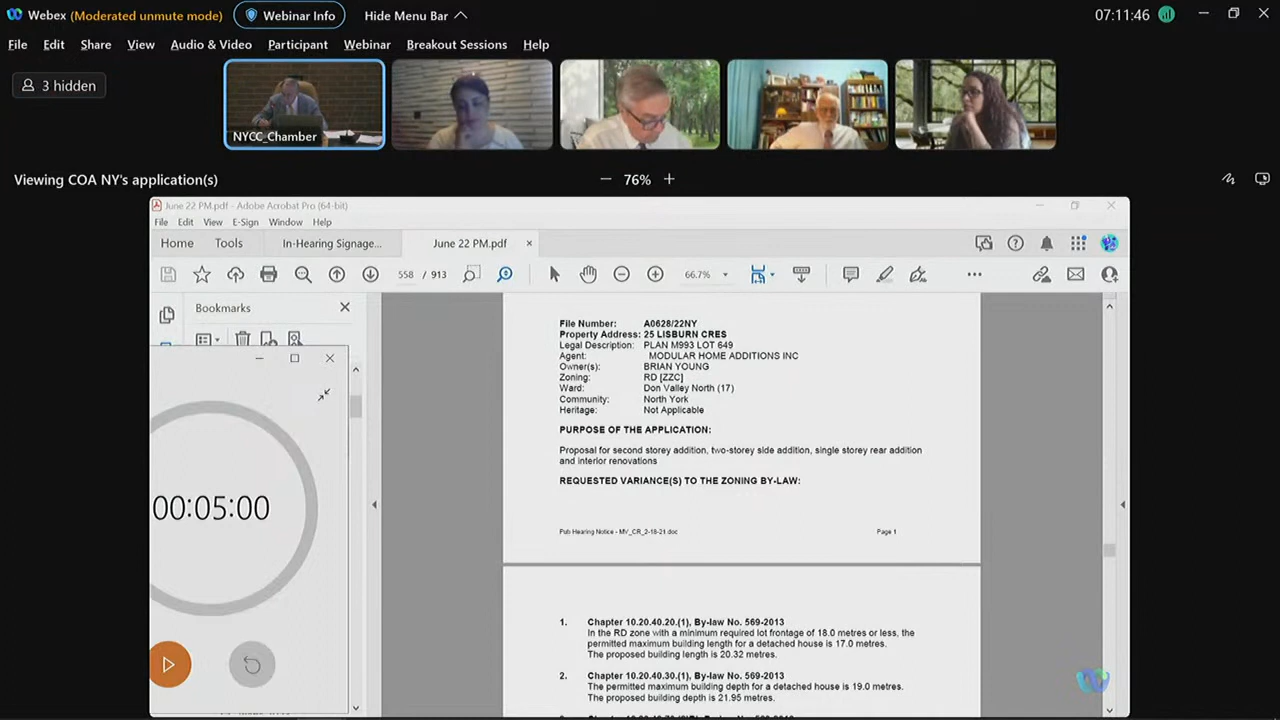 Webex (Moderated unmute mode) Webinar Info Hide Menu Bar 07:11:46
File Edit Share View Audio & Video Participant Webinar Breakout Sessions Help
3 hidden
NYCC_Chamber
Viewing COA NY's application(s) 76%
June 22 PM.pdf - Adobe Acrobat Pro (64-bit)
File Edit View E-Sign Window Help
Home Tools In-Hearing Signage... June 22 PM.pdf
558 / 913 66.7%
Bookmarks
00:05:00
File Number: A0628/22NY
Property Address: 25 LISBURN CRES
Legal Description: PLAN M993 LOT 649
Agent: MODULAR HOME ADDITIONS INC
Owner(s): BRIAN YOUNG
Zoning: RD [ZZC]
Ward: Don Valley North (17)
Community: North York
Heritage: Not Applicable
PURPOSE OF THE APPLICATION:
Proposal for second storey addition, two-storey side addition, single storey rear addition
and interior renovations
REQUESTED VARIANCE(S) TO THE ZONING BY-LAW:
Pub Hearing Notice - MV_CR_2-18-21.doc Page 1
1. Chapter 10.20.40.20.(1), By-law No. 569-2013
In the RD zone with a minimum required lot frontage of 18.0 metres or less, the
permitted maximum building length for a detached house is 17.0 metres.
The proposed building length is 20.32 metres.
2. Chapter 10.20.40.30.(1), By-law No. 569-2013
The permitted maximum building depth for a detached house is 19.0 metres.
The proposed building depth is 21.95 metres.